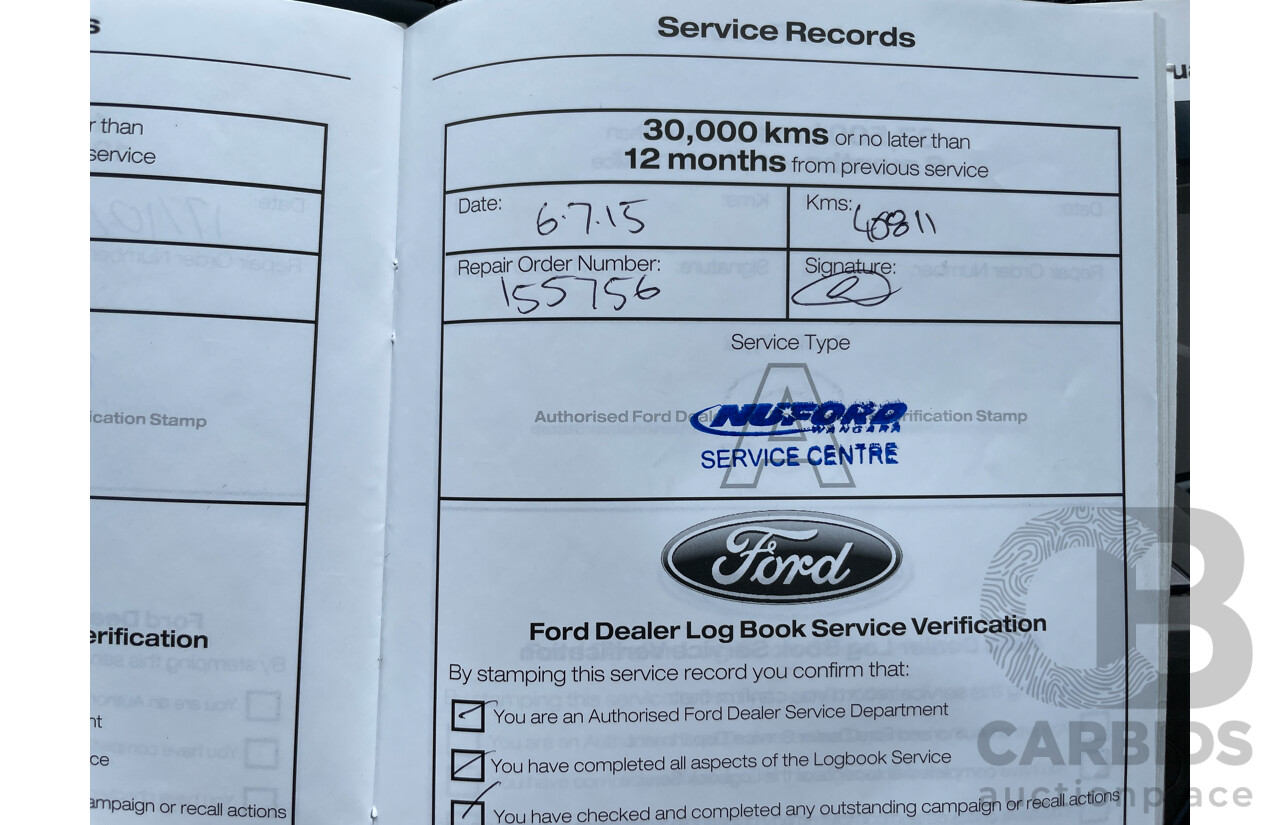 s
r than
service
ication Stamp
erification
nt
ce
ampaign or recall actions
Service Records
30,000 kms or no later than
12 months from previous service
Date: 6.7.15
Kms:
Repair Order Number: 155756
Signature:
Service Type
A
Authorised Ford Deal
rification Stamp
NUFORD
WANGARA
SERVICE CENTRE
Ford
Ford Dealer Log Book Service Verification
By stamping this service record you confirm that:
You are an Authorised Ford Dealer Service Department
You have completed all aspects of the Logbook Service
You have checked and completed any outstanding campaign or recall actions
CB
CARBIDS
auctionplace